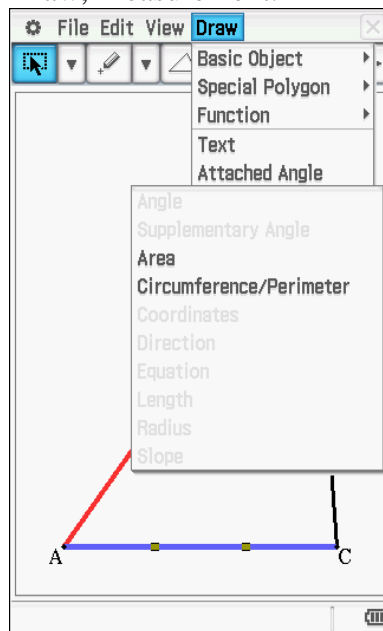 File Edit View Draw
Basic Object
Special Polygon
Function
Text
Attached Angle
Angle
Supplementary Angle
Area
Circumference/Perimeter
Coordinates
Direction
Equation
Length
Radius
Slope
A
C